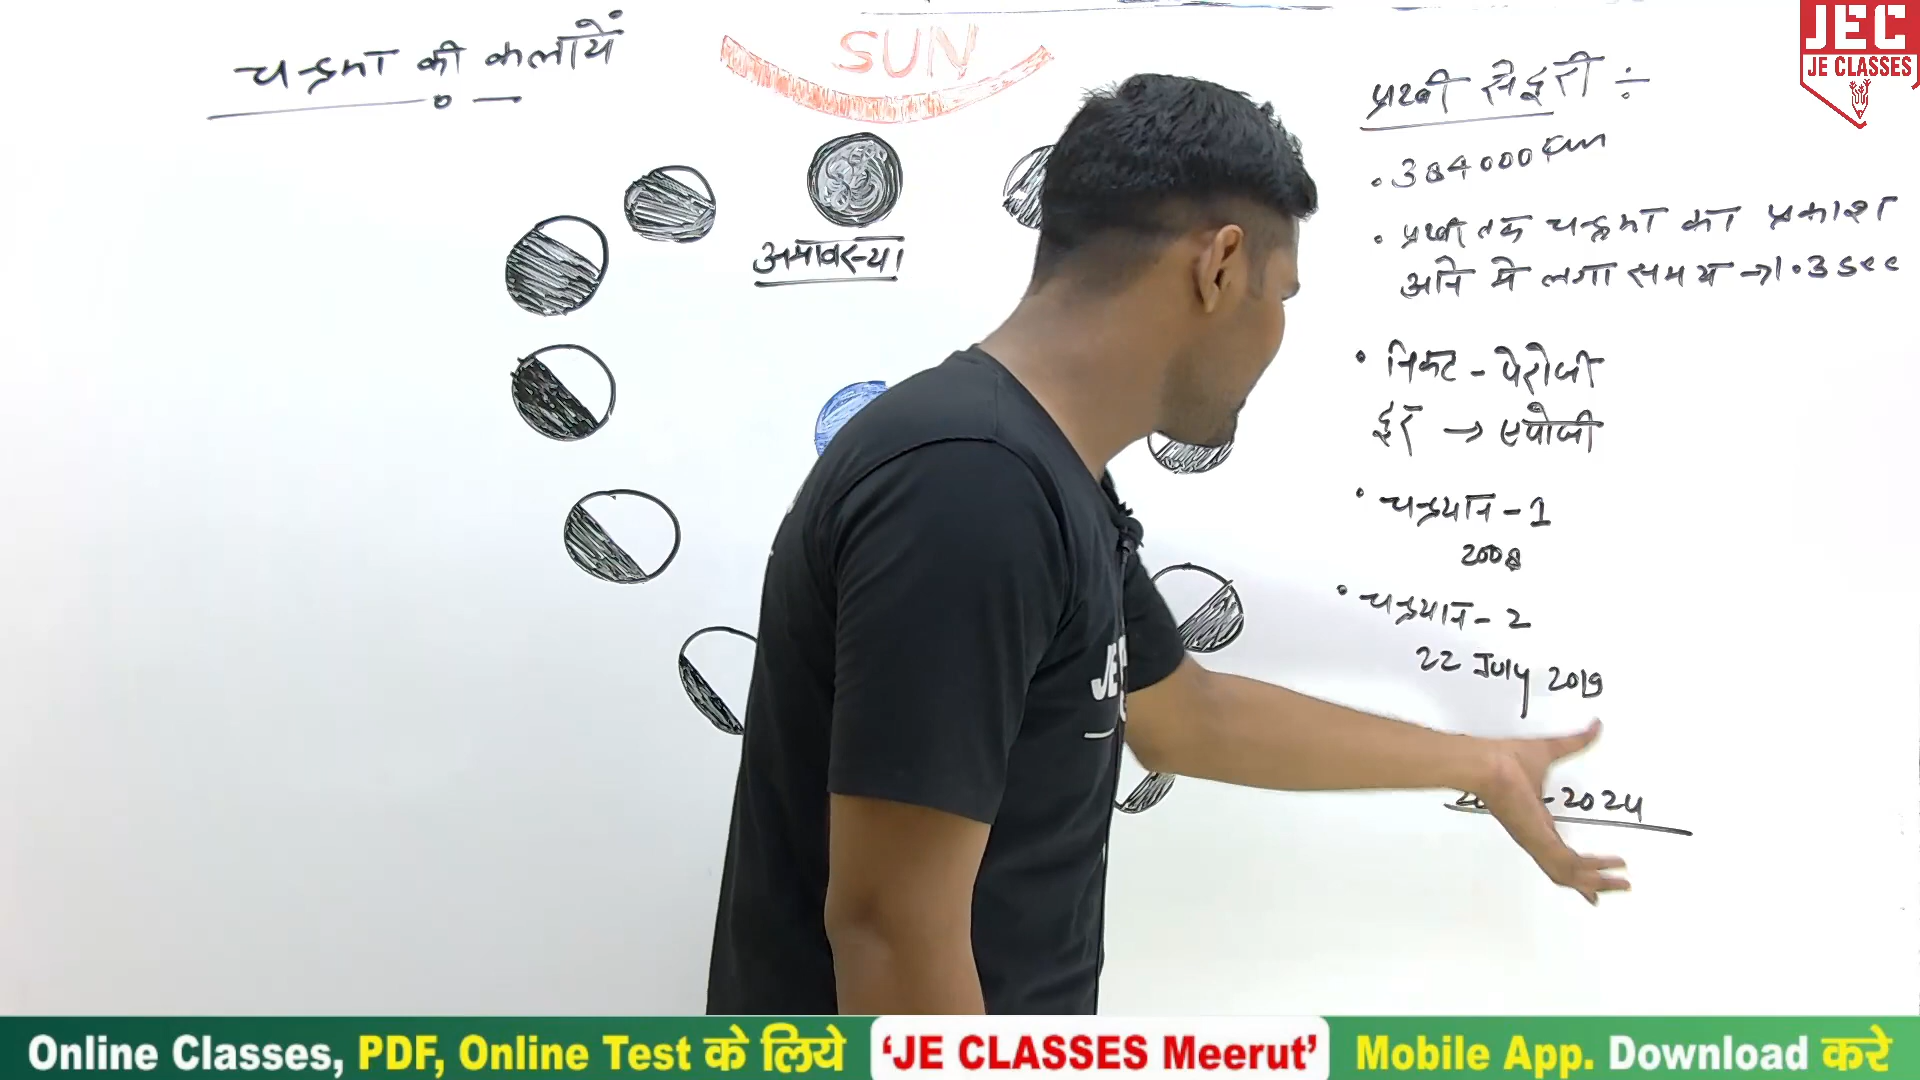 चन्द्रमा की कलायें
SUN
अमावस्या
पृथ्वी से दूरी ÷
• 384000 km
• पृथ्वी तक चन्द्रमा का प्रकाश
आने मे लगा समय → 1.3 Sec
• निकट - पेरीजी
दूर → एपोजी
• चन्द्रयान - 1
2008
• चन्द्रयान - 2
22 July 2019
-2024
JE
JEC
JE CLASSES
Online Classes, PDF, Online Test के लिये 'JE CLASSES Meerut' Mobile App. Download करे